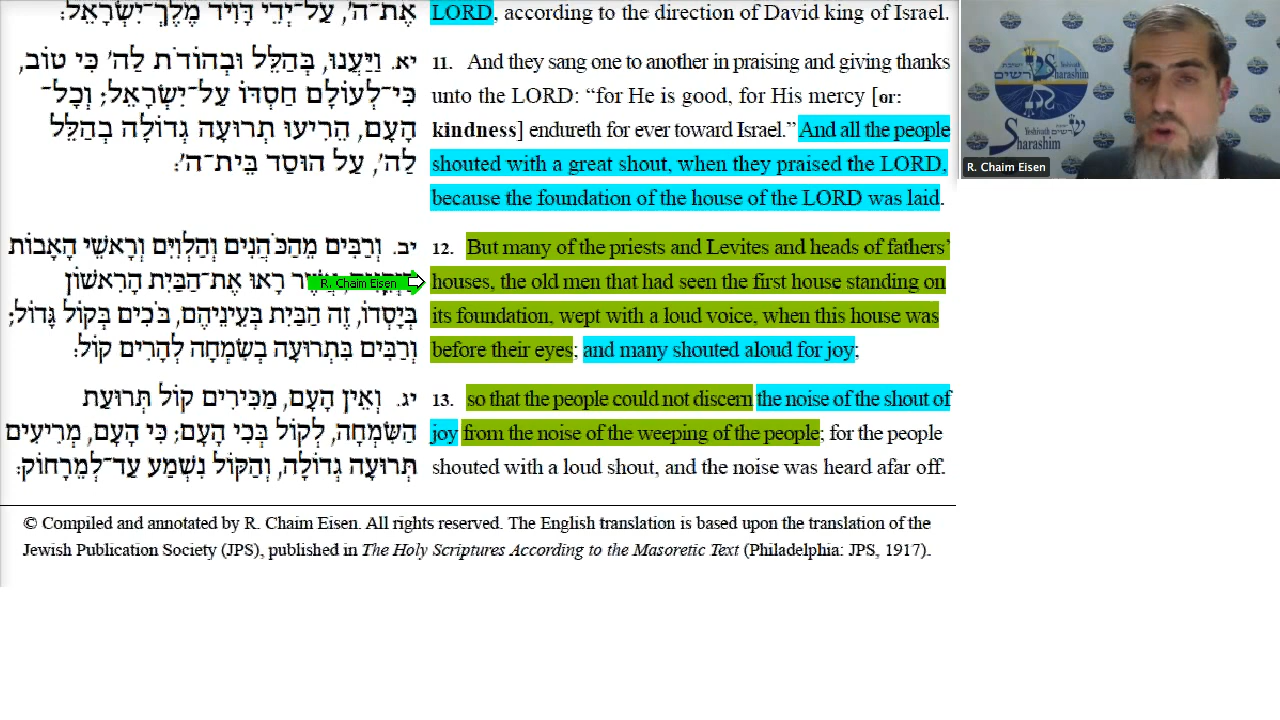 אֶת־ה', עַל־יְדֵי דָּוִיד מֶלֶךְ־יִשְׂרָאֵל:
יא. וַיַּעֲנוּ, בְּהַלֵּל וּבְהוֹדֹת לַה' כִּי טוֹב,
כִּי־לְעוֹלָם חַסְדּוֹ עַל־יִשְׂרָאֵל; וְכָל־
הָעָם, הֵרִיעוּ תְרוּעָה גְדוֹלָה בְהַלֵּל
לַה', עַל הוּסַד בֵּית־ה':
יב. וְרַבִּים מֵהַכֹּהֲנִים וְהַלְוִיִּם וְרָאשֵׁי הָאָבוֹת
רָאוּ אֶת־הַבַּיִת הָרִאשׁוֹן
בְּיָסְדוֹ, זֶה הַבַּיִת בְּעֵינֵיהֶם, בֹּכִים בְּקוֹל גָּדוֹל;
וְרַבִּים בִּתְרוּעָה בְשִׂמְחָה לְהָרִים קוֹל:
יג. וְאֵין הָעָם, מַכִּירִים קוֹל תְּרוּעַת
הַשִּׂמְחָה, לְקוֹל בְּכִי הָעָם; כִּי הָעָם, מְרִיעִים
תְּרוּעָה גְדוֹלָה, וְהַקּוֹל נִשְׁמַע עַד־לְמֵרָחוֹק:
LORD, according to the direction of David king of Israel.
11. And they sang one to another in praising and giving thanks
unto the LORD: “for He is good, for His mercy [or:
kindness] endureth for ever toward Israel.” And all the people
shouted with a great shout, when they praised the LORD,
because the foundation of the house of the LORD was laid.
12. But many of the priests and Levites and heads of fathers’
houses, the old men that had seen the first house standing on
its foundation, wept with a loud voice, when this house was
before their eyes; and many shouted aloud for joy;
13. so that the people could not discern the noise of the shout of
joy from the noise of the weeping of the people; for the people
shouted with a loud shout, and the noise was heard afar off.
R. Chaim Eisen
© Compiled and annotated by R. Chaim Eisen. All rights reserved. The English translation is based upon the translation of the
Jewish Publication Society (JPS), published in The Holy Scriptures According to the Masoretic Text (Philadelphia: JPS, 1917).
Sharashim
Yeshivath שרשים
Sharashim
R. Chaim Eisen